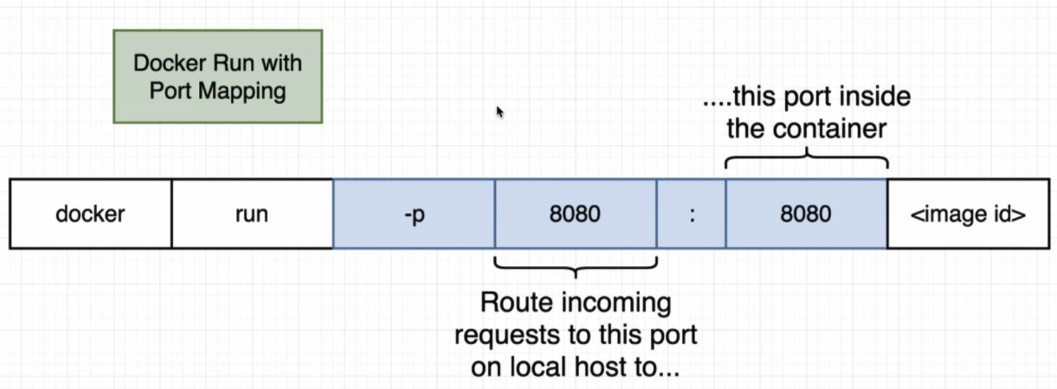 Docker Run with
Port Mapping
....this port inside
the container
docker run -p 8080 : 8080 <image id>
Route incoming
requests to this port
on local host to...